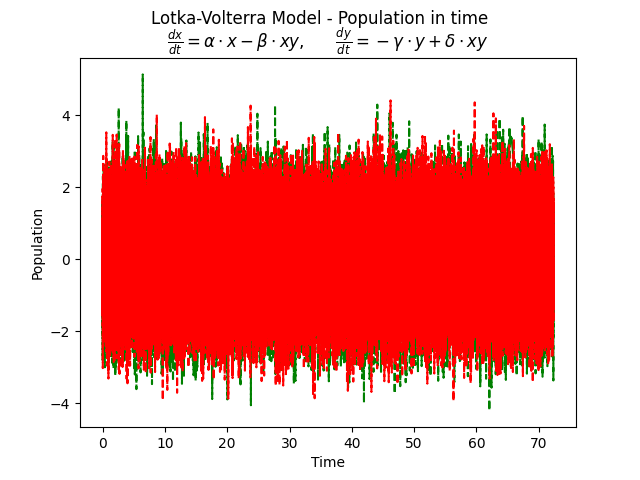 Lotka-Volterra Model - Population in time
dx/dt = α · x − β · xy,  dy/dt = −γ · y + δ · xy
Population
4
2
0
−2
−4
0 10 20 30 40 50 60 70
Time